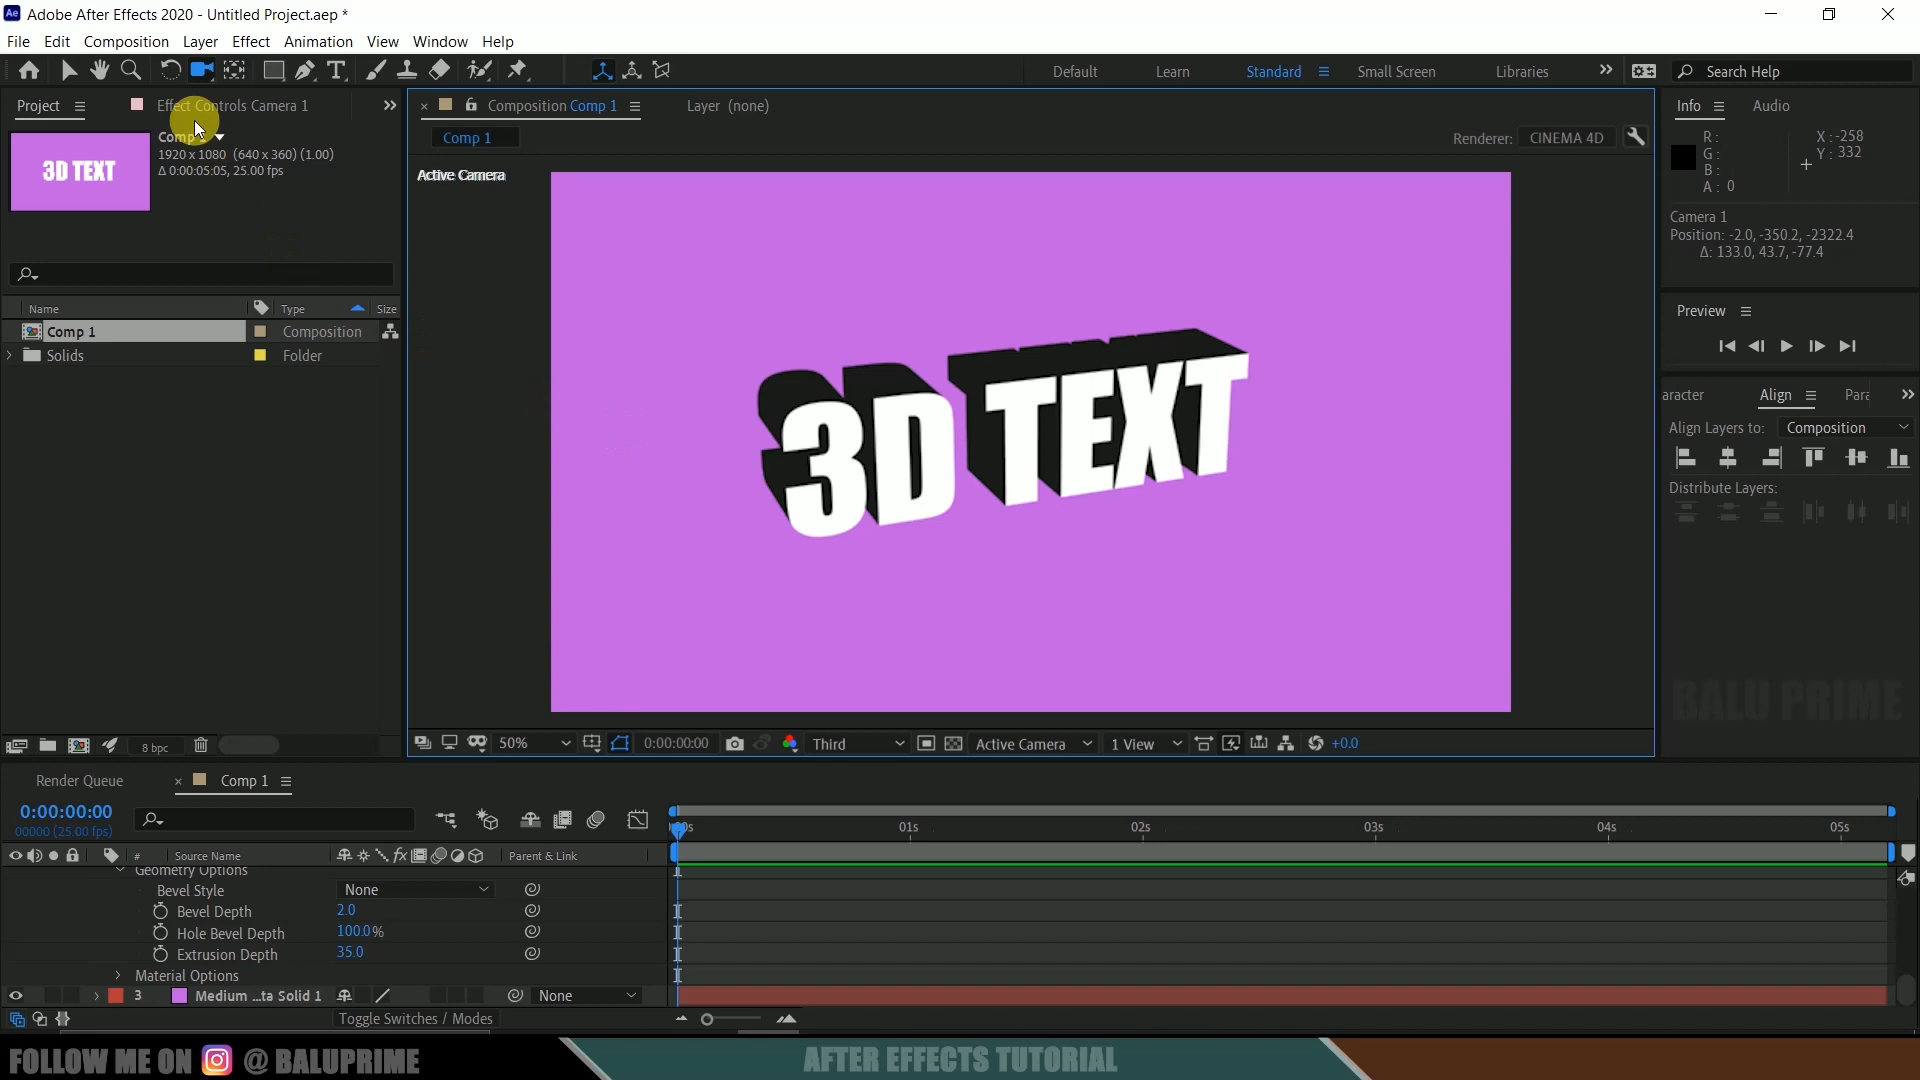 Ae Adobe After Effects 2020 - Untitled Project.aep *
File Edit Composition Layer Effect Animation View Window Help
Default Learn Standard Small Screen Libraries Search Help
Project Effect Controls Camera 1
Composition Comp 1 Layer (none)
Info Audio
3D TEXT
Comp 1
1920 x 1080 (640 x 360) (1.00)
Δ 0:00:05:05, 25.00 fps
Comp 1
Renderer: CINEMA 4D
Active Camera
R:
G:
B:
A: 0
X: -258
Y: 332
Camera 1
Position: -2.0, -350.2, -2322.4
Δ: 133.0, 43.7, -77.4
Name Type Size
Comp 1 Composition
Solids Folder
3D TEXT
Preview
aracter Align Para
Align Layers to: Composition
Distribute Layers:
BALU PRIME
8 bpc
50% 0:00:00:00 Third Active Camera 1 View +0.0
Render Queue Comp 1
0:00:00:00
00000 (25.00 fps)
01s 02s 03s 04s 05s
# Source Name fx Parent & Link
Geometry Options
Bevel Style None
Bevel Depth 2.0
Hole Bevel Depth 100.0%
Extrusion Depth 35.0
Material Options
3 Medium ...ta Solid 1 None
Toggle Switches / Modes
FOLLOW ME ON @ BALUPRIME
AFTER EFFECTS TUTORIAL